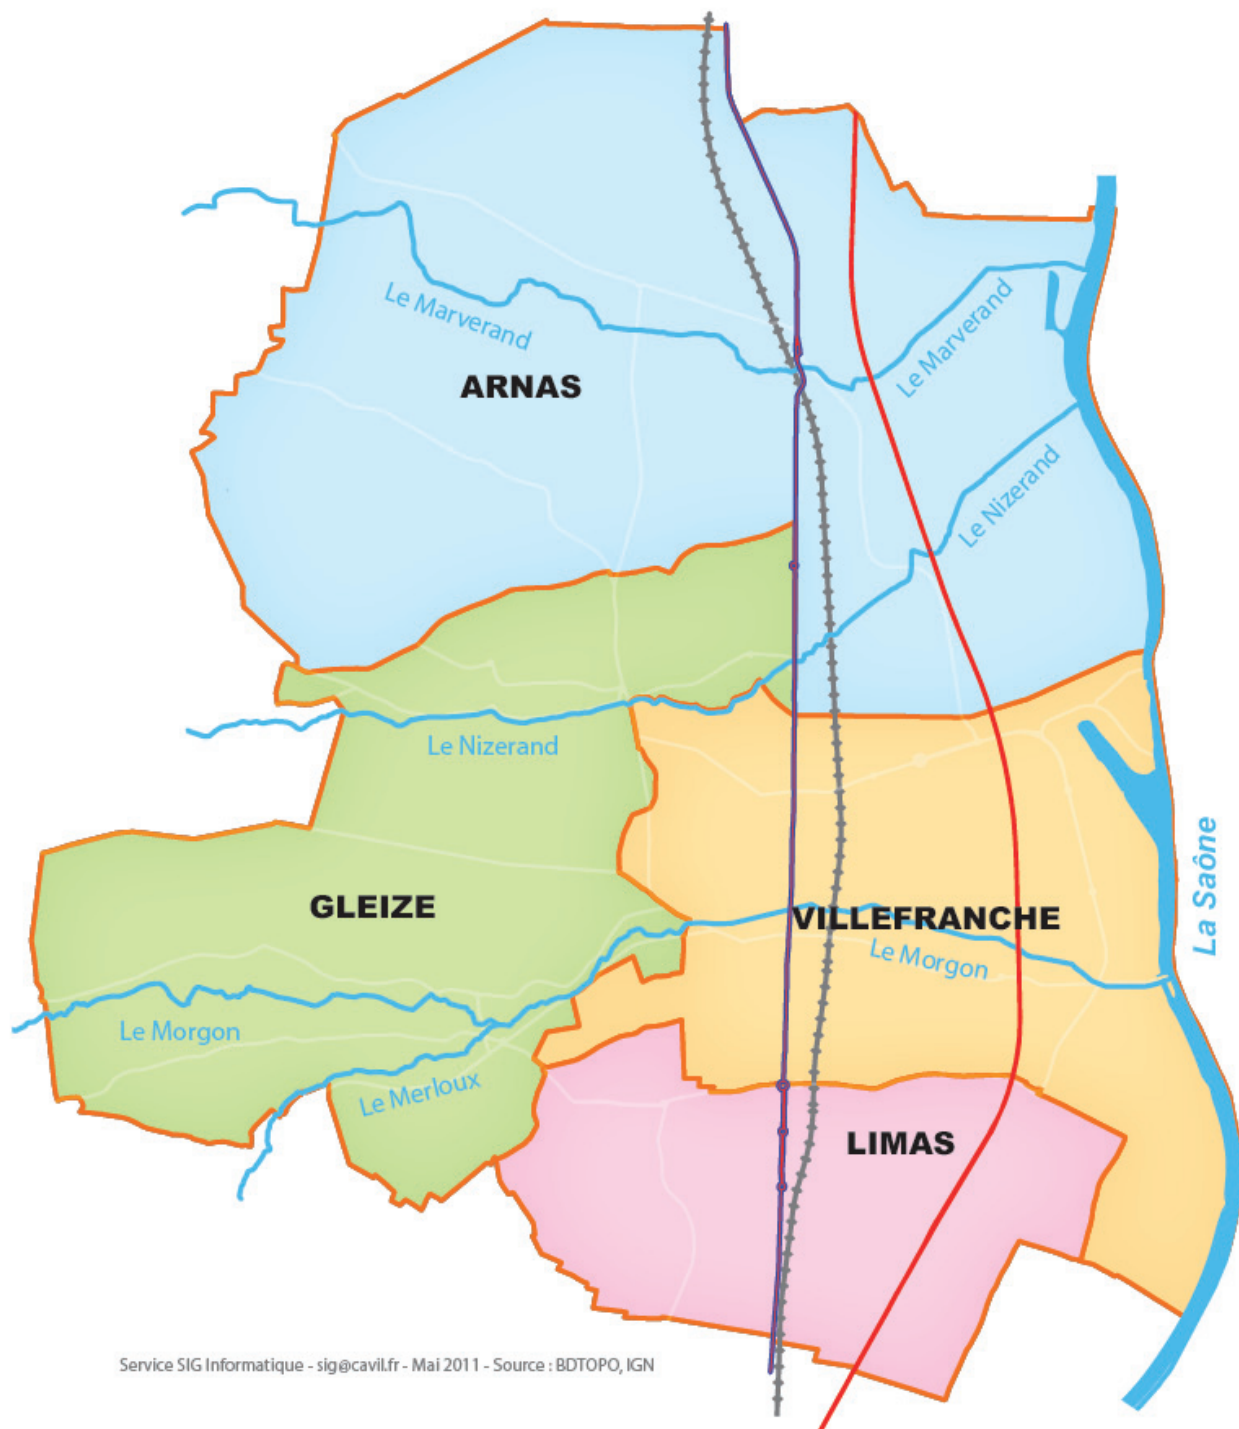 Le Marverand
Le Marverand
ARNAS
Le Nizerand
Le Nizerand
La Saône
GLEIZE
VILLEFRANCHE
Le Morgon
Le Morgon
Le Merloux
LIMAS
Service SIG Informatique - sig@cavil.fr - Mai 2011 - Source : BDTOPO, IGN